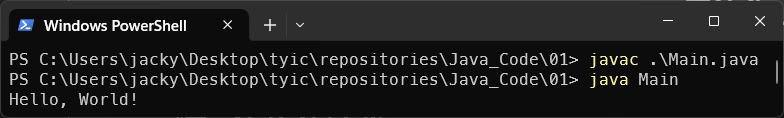 Windows PowerShell
PS C:\Users\jacky\Desktop\tyic\repositories\Java_Code\01> javac .\Main.java
PS C:\Users\jacky\Desktop\tyic\repositories\Java_Code\01> java Main
Hello, World!